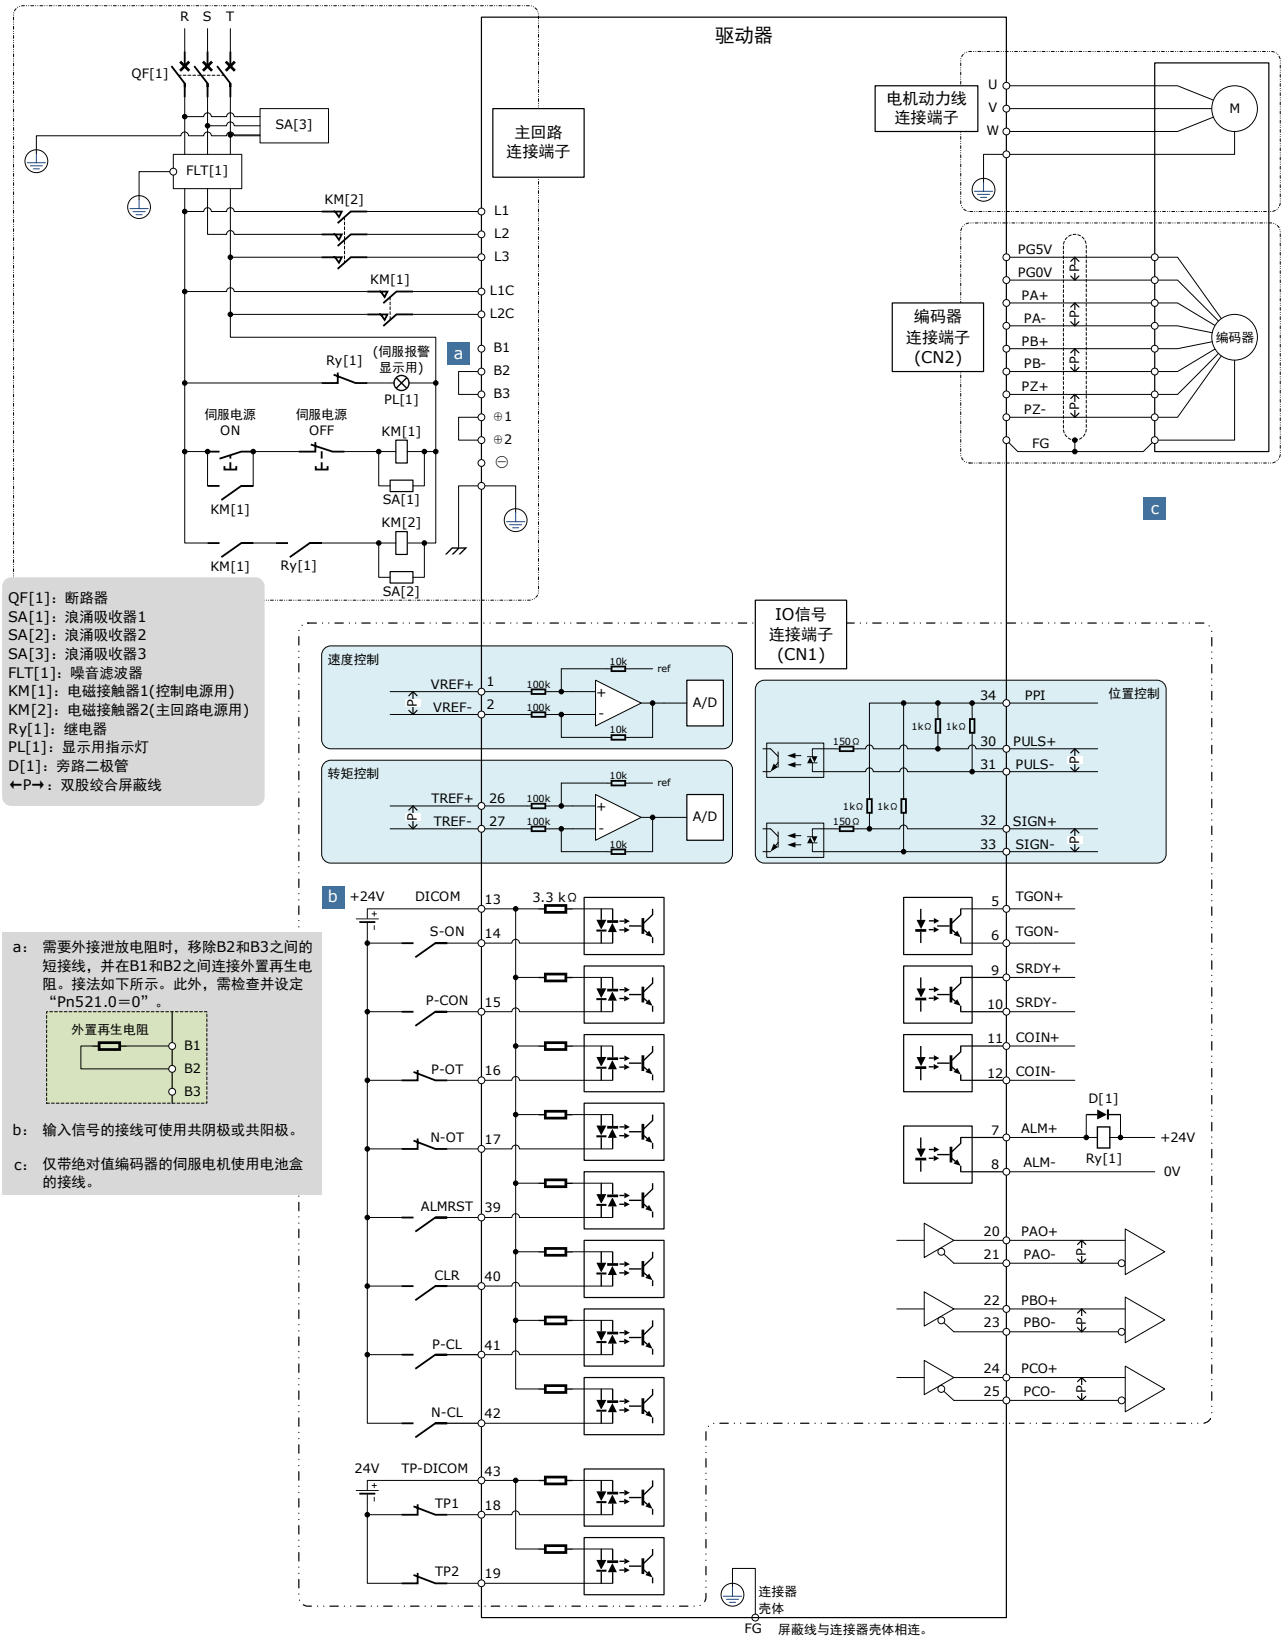 R S T
驱动器
QF[1]
SA[3]
FLT[1]
主回路
连接端子
KM[2]
L1
L2
L3
KM[1]
L1C
L2C
a
B1
B2
B3
⊕1
⊕2
⊖
Ry[1]
(伺服报警
显示用)
PL[1]
伺服电源
ON
伺服电源
OFF
KM[1]
KM[1]
SA[1]
KM[2]
KM[1]
Ry[1]
SA[2]
电机动力线
连接端子
U
V
W
M
编码器
连接端子
(CN2)
PG5V
PG0V
PA+
PA-
PB+
PB-
PZ+
PZ-
FG
P
P
P
P
编码器
c
QF[1]：断路器
SA[1]：浪涌吸收器1
SA[2]：浪涌吸收器2
SA[3]：浪涌吸收器3
FLT[1]：噪音滤波器
KM[1]：电磁接触器1(控制电源用)
KM[2]：电磁接触器2(主回路电源用)
Ry[1]：继电器
PL[1]：显示用指示灯
D[1]：旁路二极管
←P→：双股绞合屏蔽线
IO信号
连接端子
(CN1)
速度控制
VREF+ 1
VREF- 2
P
100k
100k
10k
10k
ref
+
-
A/D
转矩控制
TREF+ 26
TREF- 27
P
100k
100k
10k
10k
ref
+
-
A/D
位置控制
34 PPI
1kΩ 1kΩ
150Ω
30 PULS+
31 PULS-
P
1kΩ 1kΩ
150Ω
32 SIGN+
33 SIGN-
P
b
+24V
DICOM 13
3.3 kΩ
S-ON 14
P-CON 15
P-OT 16
N-OT 17
ALMRST 39
CLR 40
P-CL 41
N-CL 42
24V
TP-DICOM 43
TP1 18
TP2 19
5 TGON+
6 TGON-
9 SRDY+
10 SRDY-
11 COIN+
12 COIN-
D[1]
7 ALM+
8 ALM-
Ry[1]
+24V
0V
20 PAO+
21 PAO-
P
22 PBO+
23 PBO-
P
24 PCO+
25 PCO-
P
a： 需要外接泄放电阻时，移除B2和B3之间的
短接线，并在B1和B2之间连接外置再生电
阻。接法如下所示。此外，需检查并设定
“Pn521.0＝0”。
外置再生电阻
B1
B2
B3
b： 输入信号的接线可使用共阴极或共阳极。
c： 仅带绝对值编码器的伺服电机使用电池盒
的接线。
连接器
壳体
FG
屏蔽线与连接器壳体相连。